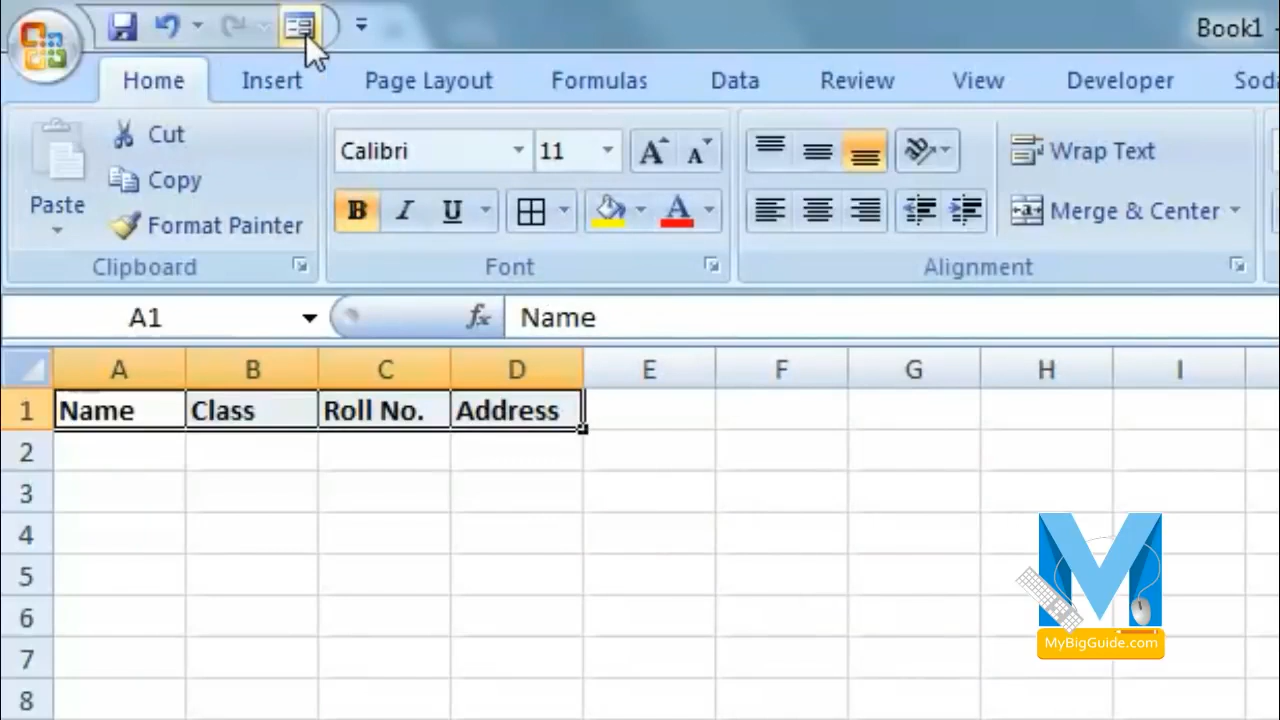 Book1 -
Home Insert Page Layout Formulas Data Review View Developer Soda
Paste
Cut
Copy
Format Painter
Clipboard
Calibri 11 A A
B I U A
Font
Wrap Text
Merge & Center
Alignment
A1 fx Name
A B C D E F G H I
1 Name Class Roll No. Address
2
3
4
5
6
7
8
M
MyBigGuide.com